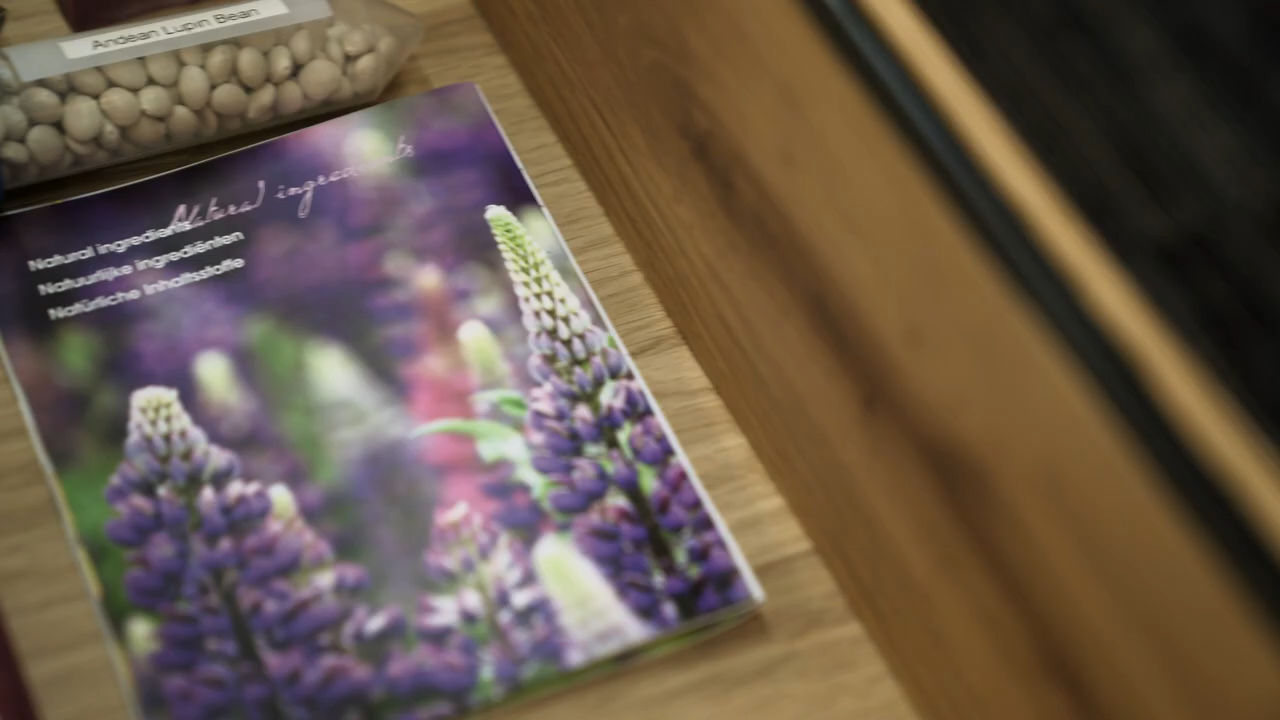 Andean Lupin Bean
Natural ingredients
Natural ingredients
Natuurlijke ingrediënten
Natürliche Inhaltsstoffe